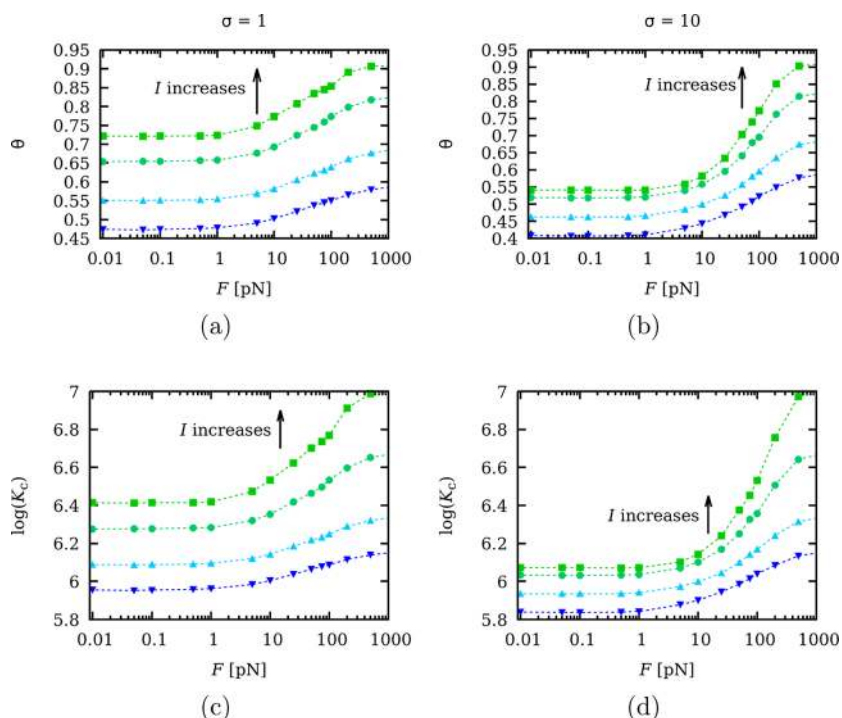 σ = 1
σ = 10
0.95
0.9
0.85
0.8
0.75
0.7
0.65
0.6
0.55
0.5
0.45
θ
I increases
0.01 0.1 1 10 100 1000
F [pN]
(a)
0.95
0.9
0.85
0.8
0.75
0.7
0.65
0.6
0.55
0.5
0.45
0.4
θ
I increases
0.01 0.1 1 10 100 1000
F [pN]
(b)
7
6.8
6.6
6.4
6.2
6
5.8
log(Kc)
I increases
0.01 0.1 1 10 100 1000
F [pN]
(c)
7
6.8
6.6
6.4
6.2
6
5.8
log(Kc)
I increases
0.01 0.1 1 10 100 1000
F [pN]
(d)